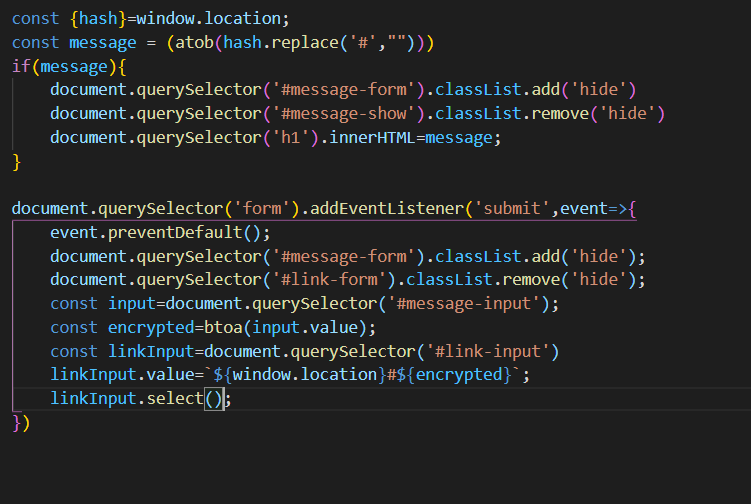 const {hash}=window.location;
const message = (atob(hash.replace('#',"")))
if(message){
    document.querySelector('#message-form').classList.add('hide')
    document.querySelector('#message-show').classList.remove('hide')
    document.querySelector('h1').innerHTML=message;
}

document.querySelector('form').addEventListener('submit',event=>{
    event.preventDefault();
    document.querySelector('#message-form').classList.add('hide');
    document.querySelector('#link-form').classList.remove('hide');
    const input=document.querySelector('#message-input');
    const encrypted=btoa(input.value);
    const linkInput=document.querySelector('#link-input')
    linkInput.value=`${window.location}#${encrypted}`;
    linkInput.select();
})